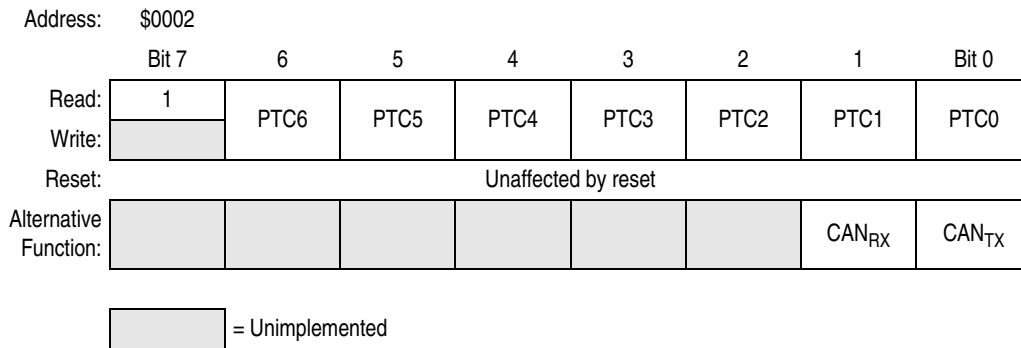 Address: $0002
Bit 7 6 5 4 3 2 1 Bit 0
Read: 1 PTC6 PTC5 PTC4 PTC3 PTC2 PTC1 PTC0
Write:
Reset: Unaffected by reset
Alternative
Function: CANRX CANTX
= Unimplemented